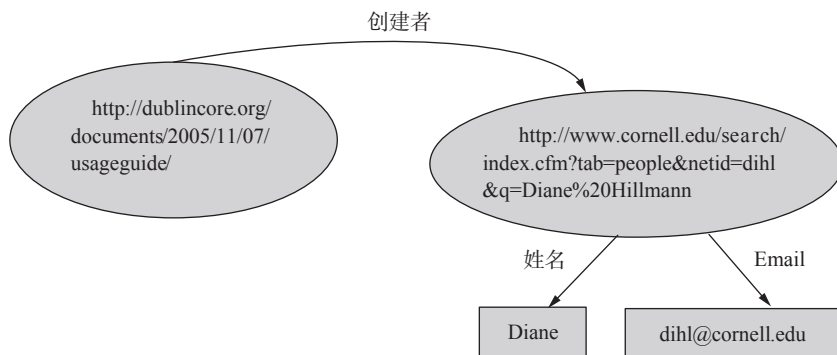 创建者
http://dublincore.org/
documents/2005/11/07/
usageguide/
http://www.cornell.edu/search/
index.cfm?tab=people&netid=dihl
&q=Diane%20Hillmann
姓名
Email
Diane
dihl@cornell.edu